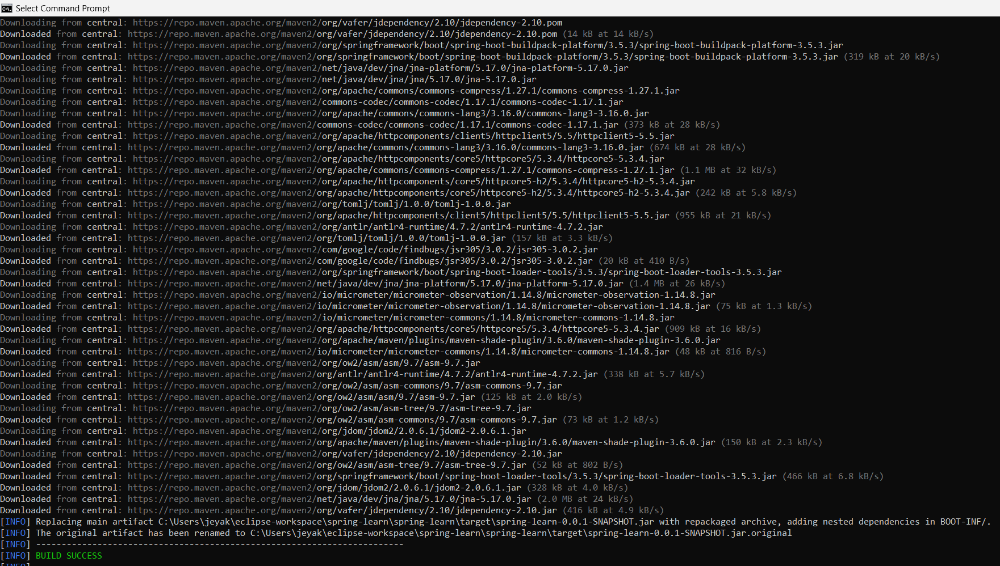 Select Command Prompt
Downloading from central: https://repo.maven.apache.org/maven2/org/vafer/jdependency/2.10/jdependency-2.10.pom
Downloaded from central: https://repo.maven.apache.org/maven2/org/vafer/jdependency/2.10/jdependency-2.10.pom (14 kB at 14 kB/s)
Downloading from central: https://repo.maven.apache.org/maven2/org/springframework/boot/spring-boot-buildpack-platform/3.5.3/spring-boot-buildpack-platform-3.5.3.jar
Downloaded from central: https://repo.maven.apache.org/maven2/org/springframework/boot/spring-boot-buildpack-platform/3.5.3/spring-boot-buildpack-platform-3.5.3.jar (319 kB at 20 kB/s)
Downloading from central: https://repo.maven.apache.org/maven2/net/java/dev/jna/jna-platform/5.17.0/jna-platform-5.17.0.jar
Downloading from central: https://repo.maven.apache.org/maven2/net/java/dev/jna/jna/5.17.0/jna-5.17.0.jar
Downloading from central: https://repo.maven.apache.org/maven2/org/apache/commons/commons-compress/1.27.1/commons-compress-1.27.1.jar
Downloading from central: https://repo.maven.apache.org/maven2/commons-codec/commons-codec/1.17.1/commons-codec-1.17.1.jar
Downloading from central: https://repo.maven.apache.org/maven2/org/apache/commons/commons-lang3/3.16.0/commons-lang3-3.16.0.jar
Downloaded from central: https://repo.maven.apache.org/maven2/commons-codec/commons-codec/1.17.1/commons-codec-1.17.1.jar (373 kB at 28 kB/s)
Downloading from central: https://repo.maven.apache.org/maven2/org/apache/httpcomponents/client5/httpclient5/5.5/httpclient5-5.5.jar
Downloaded from central: https://repo.maven.apache.org/maven2/org/apache/commons/commons-lang3/3.16.0/commons-lang3-3.16.0.jar (674 kB at 28 kB/s)
Downloading from central: https://repo.maven.apache.org/maven2/org/apache/httpcomponents/core5/httpcore5/5.3.4/httpcore5-5.3.4.jar
Downloaded from central: https://repo.maven.apache.org/maven2/org/apache/commons/commons-compress/1.27.1/commons-compress-1.27.1.jar (1.1 MB at 32 kB/s)
Downloading from central: https://repo.maven.apache.org/maven2/org/apache/httpcomponents/core5/httpcore5-h2/5.3.4/httpcore5-h2-5.3.4.jar
Downloaded from central: https://repo.maven.apache.org/maven2/org/apache/httpcomponents/core5/httpcore5-h2/5.3.4/httpcore5-h2-5.3.4.jar (242 kB at 5.8 kB/s)
Downloading from central: https://repo.maven.apache.org/maven2/org/tomlj/tomlj/1.0.0/tomlj-1.0.0.jar
Downloaded from central: https://repo.maven.apache.org/maven2/org/apache/httpcomponents/client5/httpclient5/5.5/httpclient5-5.5.jar (955 kB at 21 kB/s)
Downloading from central: https://repo.maven.apache.org/maven2/org/antlr/antlr4-runtime/4.7.2/antlr4-runtime-4.7.2.jar
Downloaded from central: https://repo.maven.apache.org/maven2/org/tomlj/tomlj/1.0.0/tomlj-1.0.0.jar (157 kB at 3.3 kB/s)
Downloading from central: https://repo.maven.apache.org/maven2/com/google/code/findbugs/jsr305/3.0.2/jsr305-3.0.2.jar
Downloaded from central: https://repo.maven.apache.org/maven2/com/google/code/findbugs/jsr305/3.0.2/jsr305-3.0.2.jar (20 kB at 410 B/s)
Downloading from central: https://repo.maven.apache.org/maven2/org/springframework/boot/spring-boot-loader-tools/3.5.3/spring-boot-loader-tools-3.5.3.jar
Downloaded from central: https://repo.maven.apache.org/maven2/net/java/dev/jna/jna-platform/5.17.0/jna-platform-5.17.0.jar (1.4 MB at 26 kB/s)
Downloading from central: https://repo.maven.apache.org/maven2/io/micrometer/micrometer-observation/1.14.8/micrometer-observation-1.14.8.jar
Downloaded from central: https://repo.maven.apache.org/maven2/io/micrometer/micrometer-observation/1.14.8/micrometer-observation-1.14.8.jar (75 kB at 1.3 kB/s)
Downloading from central: https://repo.maven.apache.org/maven2/io/micrometer/micrometer-commons/1.14.8/micrometer-commons-1.14.8.jar
Downloaded from central: https://repo.maven.apache.org/maven2/org/apache/httpcomponents/core5/httpcore5/5.3.4/httpcore5-5.3.4.jar (909 kB at 16 kB/s)
Downloading from central: https://repo.maven.apache.org/maven2/org/apache/maven/plugins/maven-shade-plugin/3.6.0/maven-shade-plugin-3.6.0.jar
Downloaded from central: https://repo.maven.apache.org/maven2/io/micrometer/micrometer-commons/1.14.8/micrometer-commons-1.14.8.jar (48 kB at 816 B/s)
Downloading from central: https://repo.maven.apache.org/maven2/org/ow2/asm/asm/9.7/asm-9.7.jar
Downloaded from central: https://repo.maven.apache.org/maven2/org/antlr/antlr4-runtime/4.7.2/antlr4-runtime-4.7.2.jar (338 kB at 5.7 kB/s)
Downloading from central: https://repo.maven.apache.org/maven2/org/ow2/asm/asm-commons/9.7/asm-commons-9.7.jar
Downloaded from central: https://repo.maven.apache.org/maven2/org/ow2/asm/asm/9.7/asm-9.7.jar (125 kB at 2.0 kB/s)
Downloading from central: https://repo.maven.apache.org/maven2/org/ow2/asm/asm-tree/9.7/asm-tree-9.7.jar
Downloaded from central: https://repo.maven.apache.org/maven2/org/ow2/asm/asm-commons/9.7/asm-commons-9.7.jar (73 kB at 1.2 kB/s)
Downloading from central: https://repo.maven.apache.org/maven2/org/jdom/jdom2/2.0.6.1/jdom2-2.0.6.1.jar
Downloaded from central: https://repo.maven.apache.org/maven2/org/apache/maven/plugins/maven-shade-plugin/3.6.0/maven-shade-plugin-3.6.0.jar (150 kB at 2.3 kB/s)
Downloading from central: https://repo.maven.apache.org/maven2/org/vafer/jdependency/2.10/jdependency-2.10.jar
Downloaded from central: https://repo.maven.apache.org/maven2/org/ow2/asm/asm-tree/9.7/asm-tree-9.7.jar (52 kB at 802 B/s)
Downloaded from central: https://repo.maven.apache.org/maven2/org/springframework/boot/spring-boot-loader-tools/3.5.3/spring-boot-loader-tools-3.5.3.jar (466 kB at 6.8 kB/s)
Downloaded from central: https://repo.maven.apache.org/maven2/org/jdom/jdom2/2.0.6.1/jdom2-2.0.6.1.jar (328 kB at 4.0 kB/s)
Downloaded from central: https://repo.maven.apache.org/maven2/net/java/dev/jna/jna/5.17.0/jna-5.17.0.jar (2.0 MB at 24 kB/s)
Downloaded from central: https://repo.maven.apache.org/maven2/org/vafer/jdependency/2.10/jdependency-2.10.jar (416 kB at 4.9 kB/s)
[INFO] Replacing main artifact C:\Users\jeyak\eclipse-workspace\spring-learn\spring-learn\target\spring-learn-0.0.1-SNAPSHOT.jar with repackaged archive, adding nested dependencies in BOOT-INF/.
[INFO] The original artifact has been renamed to C:\Users\jeyak\eclipse-workspace\spring-learn\spring-learn\target\spring-learn-0.0.1-SNAPSHOT.jar.original
[INFO] ------------------------------------------------------------------------
[INFO] BUILD SUCCESS
[INFO]